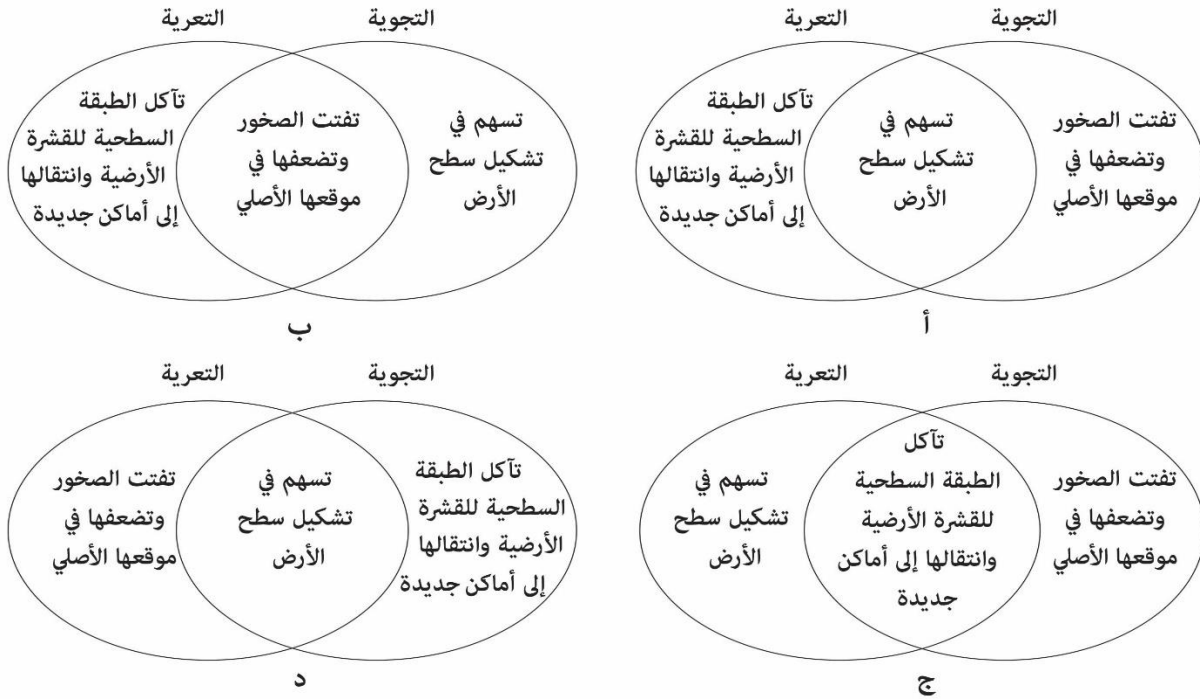 التجوية
التعرية
تفتت الصخور
وتضعفها في
موقعها الأصلي
تسهم في
تشكيل سطح
الأرض
تآكل الطبقة
السطحية للقشرة
الأرضية وانتقالها
إلى أماكن جديدة
أ
التجوية
التعرية
تسهم في
تشكيل سطح
الأرض
تفتت الصخور
وتضعفها في
موقعها الأصلي
تآكل الطبقة
السطحية للقشرة
الأرضية وانتقالها
إلى أماكن جديدة
ب
التجوية
التعرية
تفتت الصخور
وتضعفها في
موقعها الأصلي
تآكل
الطبقة السطحية
للقشرة الأرضية
وانتقالها إلى أماكن
جديدة
تسهم في
تشكيل سطح
الأرض
ج
التجوية
التعرية
تآكل الطبقة
السطحية للقشرة
الأرضية وانتقالها
إلى أماكن جديدة
تسهم في
تشكيل سطح
الأرض
تفتت الصخور
وتضعفها في
موقعها الأصلي
د